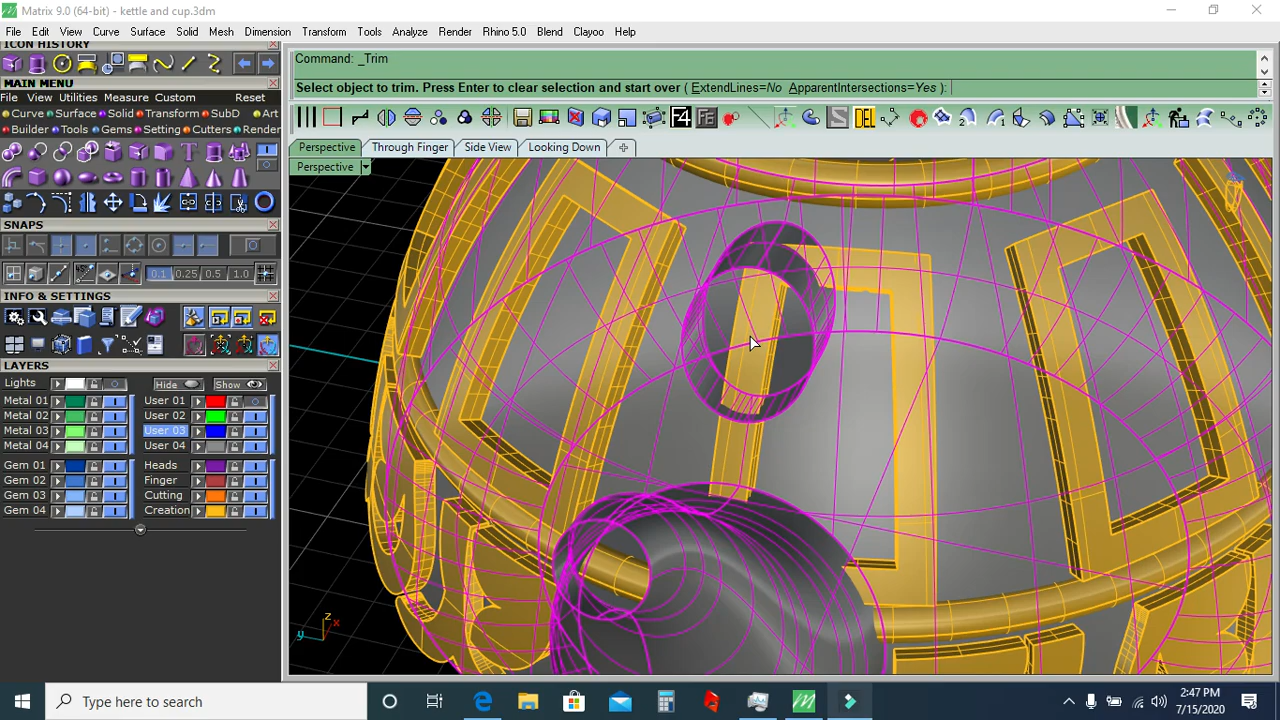 Matrix 9.0 (64-bit) - kettle and cup.3dm
File Edit View Curve Surface Solid Mesh Dimension Transform Tools Analyze Render Rhino 5.0 Blend Clayoo Help
ICON HISTORY
MAIN MENU
File View Utilities Measure Custom Reset
Curve Surface Solid Transform SubD Art
Builder Tools Gems Setting Cutters Render
SNAPS
0.1 0.25 0.5 1.0
INFO & SETTINGS
LAYERS
Lights Hide Show
Metal 01 User 01
Metal 02 User 02
Metal 03 User 03
Metal 04 User 04
Gem 01 Heads
Gem 02 Finger
Gem 03 Cutting
Gem 04 Creation
Command: _Trim
Select object to trim. Press Enter to clear selection and start over ( ExtendLines=No ApparentIntersections=Yes ):
F4 DEL
Perspective Through Finger Side View Looking Down
Perspective
z
x
y
Type here to search
2:47 PM
7/15/2020